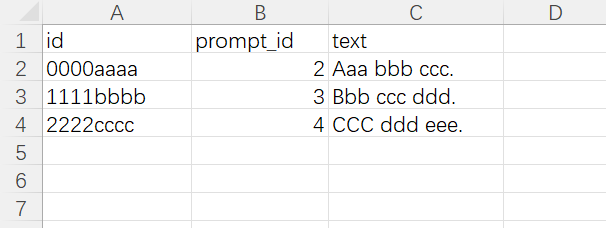 A B C D
1 id prompt_id text
2 0000aaaa 2 Aaa bbb ccc.
3 1111bbbb 3 Bbb ccc ddd.
4 2222cccc 4 CCC ddd eee.
5
6
7